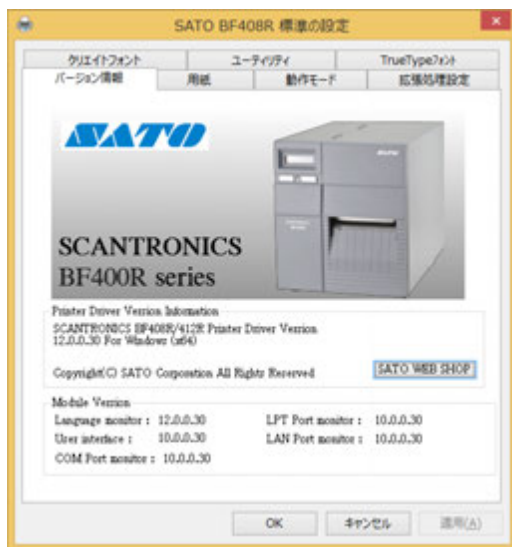 SATO BF408R 標準の設定
クリエイトフォント ユーティリティ TrueTypeフォント
バージョン情報 用紙 動作モード 拡張処理設定
SATO
SCANTRONICS
BF400R series
Printer Driver Version Information
SCANTRONICS BF408R/412R Printer Driver Version
12.0.0.30 For Windows (x64)
Copyright(C) SATO Corporation All Rights Reserved
SATO WEB SHOP
Module Version
Language monitor : 12.0.0.30 LPT Port monitor : 10.0.0.30
User interface : 10.0.0.30 LAN Port monitor : 10.0.0.30
COM Port monitor : 10.0.0.30
OK キャンセル 適用(A)